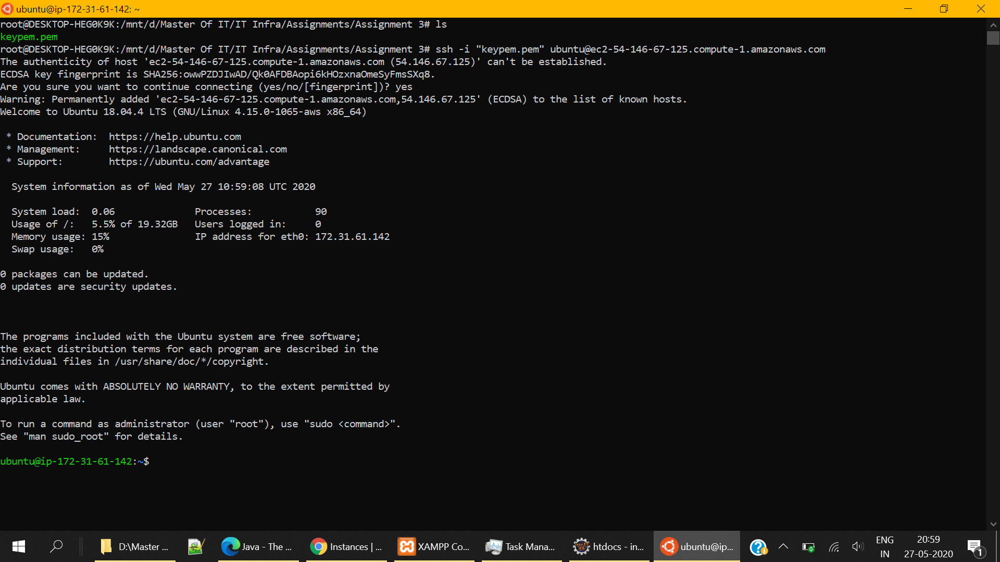 ubuntu@ip-172-31-61-142: ~
root@DESKTOP-HEG0K9K:/mnt/d/Master Of IT/IT Infra/Assignments/Assignment 3# ls
keypem.pem
root@DESKTOP-HEG0K9K:/mnt/d/Master Of IT/IT Infra/Assignments/Assignment 3# ssh -i "keypem.pem" ubuntu@ec2-54-146-67-125.compute-1.amazonaws.com
The authenticity of host 'ec2-54-146-67-125.compute-1.amazonaws.com (54.146.67.125)' can't be established.
ECDSA key fingerprint is SHA256:owwPZDJIwAD/Qk0AFDBAopi6kHOzxnaOmeSyFmsSXq8.
Are you sure you want to continue connecting (yes/no/[fingerprint])? yes
Warning: Permanently added 'ec2-54-146-67-125.compute-1.amazonaws.com,54.146.67.125' (ECDSA) to the list of known hosts.
Welcome to Ubuntu 18.04.4 LTS (GNU/Linux 4.15.0-1065-aws x86_64)
* Documentation:  https://help.ubuntu.com
* Management:     https://landscape.canonical.com
* Support:        https://ubuntu.com/advantage
System information as of Wed May 27 10:59:08 UTC 2020
System load:  0.06              Processes:           90
Usage of /:   5.5% of 19.32GB   Users logged in:     0
Memory usage: 15%               IP address for eth0: 172.31.61.142
Swap usage:   0%
0 packages can be updated.
0 updates are security updates.
The programs included with the Ubuntu system are free software;
the exact distribution terms for each program are described in the
individual files in /usr/share/doc/*/copyright.
Ubuntu comes with ABSOLUTELY NO WARRANTY, to the extent permitted by
applicable law.
To run a command as administrator (user "root"), use "sudo <command>".
See "man sudo_root" for details.
ubuntu@ip-172-31-61-142:~$
D:\Master ... Java - The ... Instances | ... XAMPP Co... Task Mana... htdocs - in... ubuntu@ip... ENG 20:59
IN 27-05-2020 1